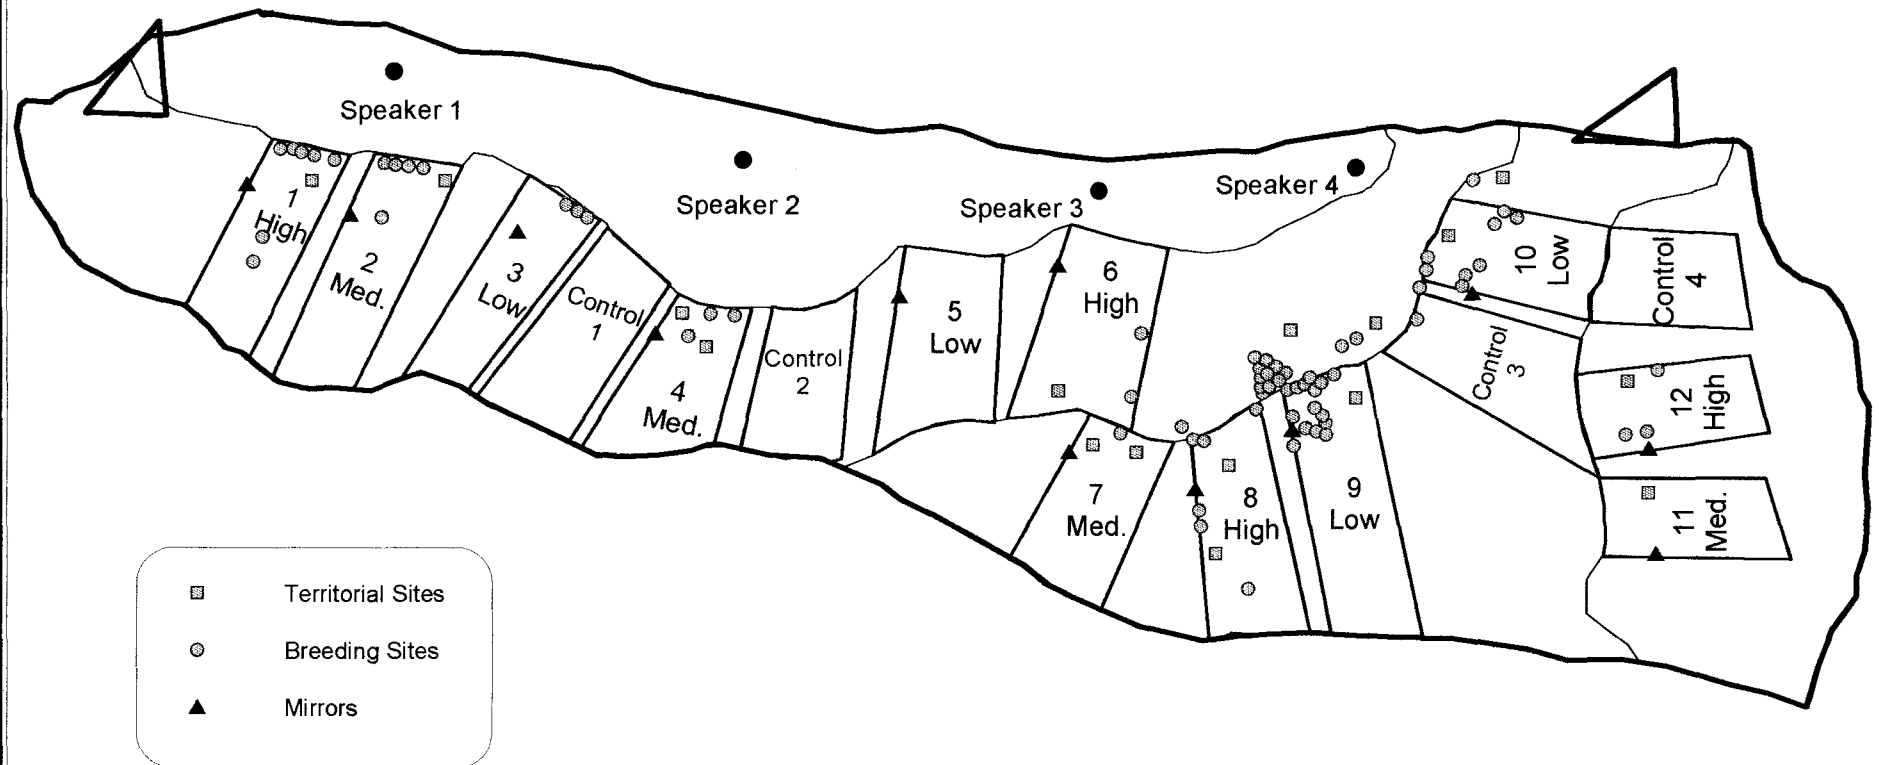 Speaker 1
Speaker 2
Speaker 3
Speaker 4
1
High
2
Med.
3
Low
Control
1
4
Med.
Control
2
5
Low
6
High
7
Med.
8
High
9
Low
10
Low
Control
3
Control
4
12
High
11
Med.
Territorial Sites
Breeding Sites
Mirrors